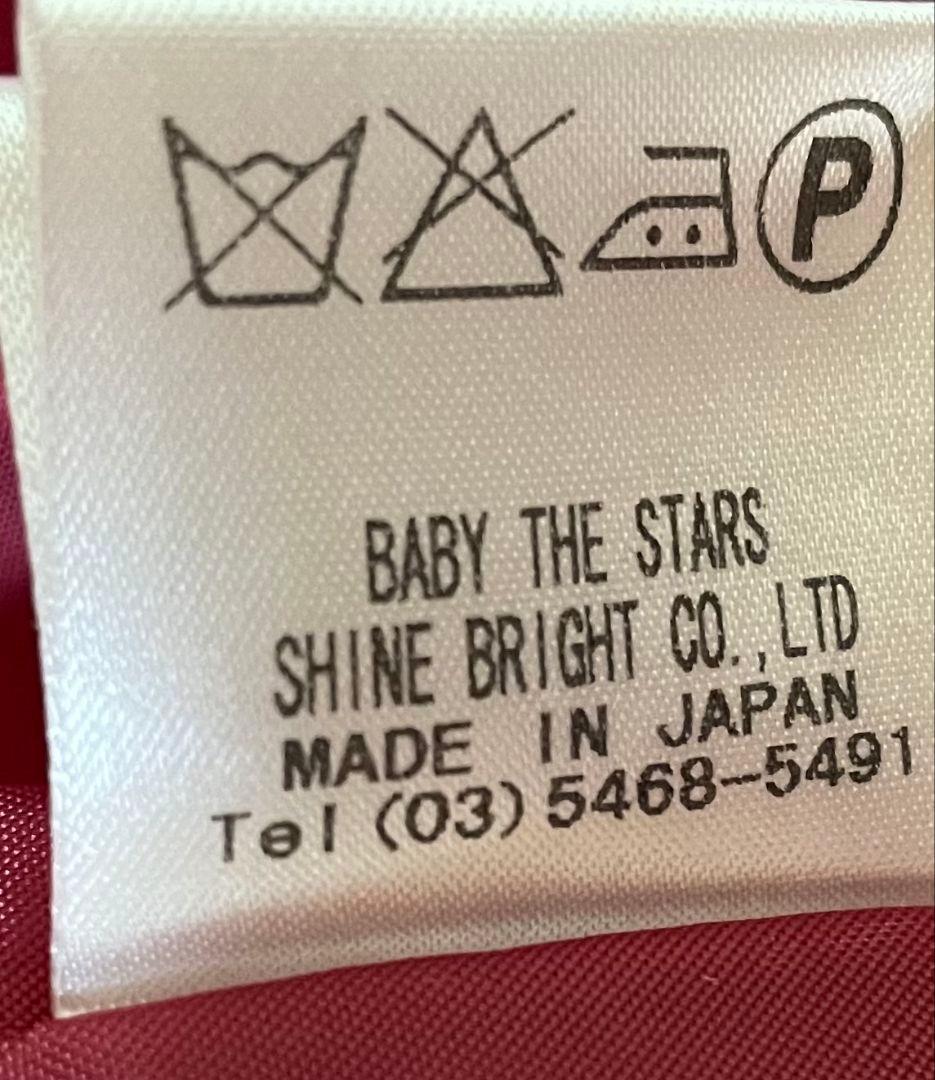 P
BABY THE STARS
SHINE BRIGHT CO.,LTD
MADE IN JAPAN
Tel (03) 5468-5491